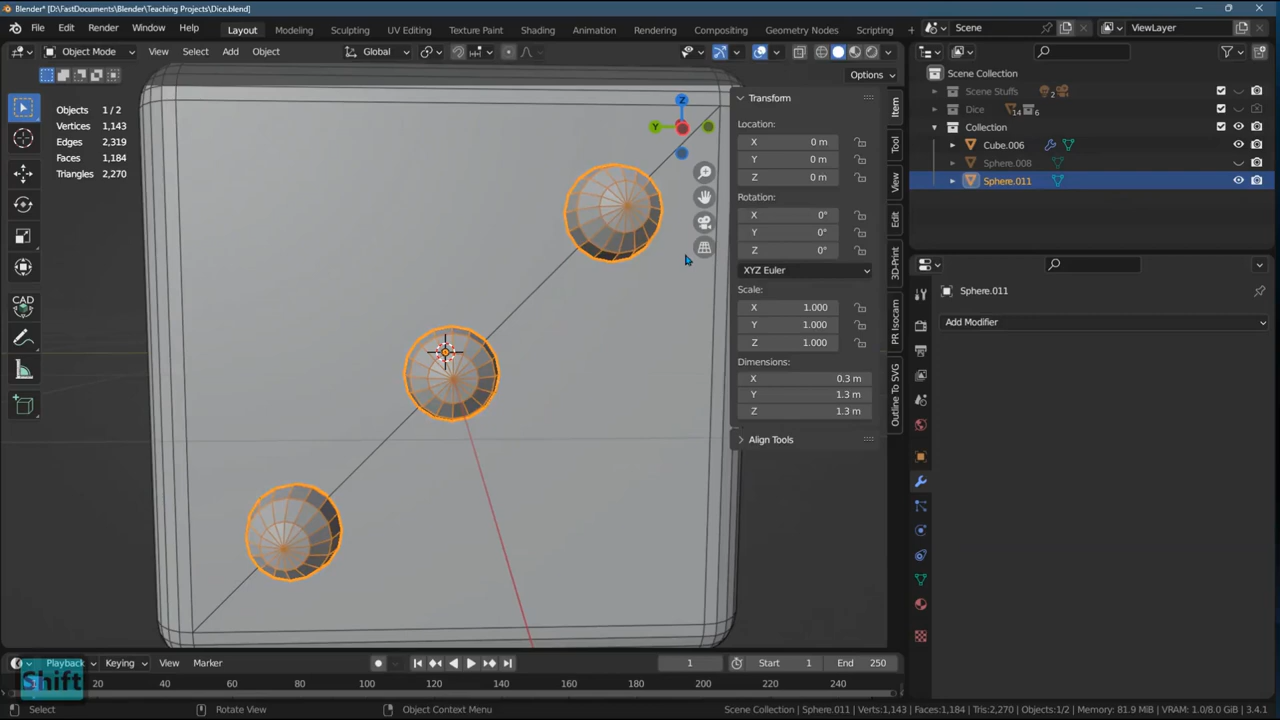 Blender* [D:\FastDocuments\Blender\Teaching Projects\Dice.blend]
File Edit Render Window Help Layout Modeling Sculpting UV Editing Texture Paint Shading Animation Rendering Compositing Geometry Nodes Scripting Scene ViewLayer
Object Mode View Select Add Object Global
Options
Objects 1 / 2
Vertices 1,143
Edges 2,319
Faces 1,184
Triangles 2,270
CAD
Z
Y
Transform
Location:
X 0 m
Y 0 m
Z 0 m
Rotation:
X 0°
Y 0°
Z 0°
XYZ Euler
Scale:
X 1.000
Y 1.000
Z 1.000
Dimensions:
X 0.3 m
Y 1.3 m
Z 1.3 m
Align Tools
Item
Tool
View
Edit
3D-Print
PR Isocam
Outline To SVG
Scene Collection
Scene Stuffs 2
Dice 14 6
Collection
Cube.006
Sphere.008
Sphere.011
Sphere.011
Add Modifier
Playback Keying View Marker 1 Start 1 End 250
Shift
20 40 60 80 100 120 140 160 180 200 220 240
Select Rotate View Object Context Menu Scene Collection | Sphere.011 | Verts:1,143 | Faces:1,184 | Tris:2,270 | Objects:1/2 | Memory: 81.9 MiB | VRAM: 1.0/8.0 GiB | 3.4.1